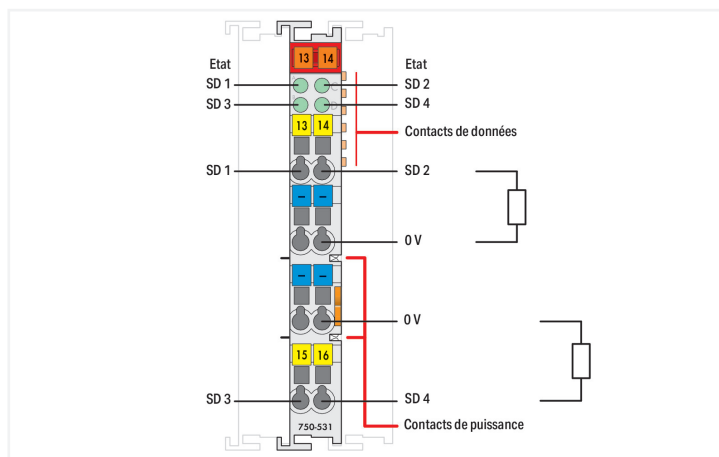 13 14
Etat Etat
SD 1 SD 2
SD 3 SD 4
13 14
Contacts de données
SD 1 SD 2
– –
0 V
– –
0 V
15 16
SD 3 SD 4
750-531 Contacts de puissance